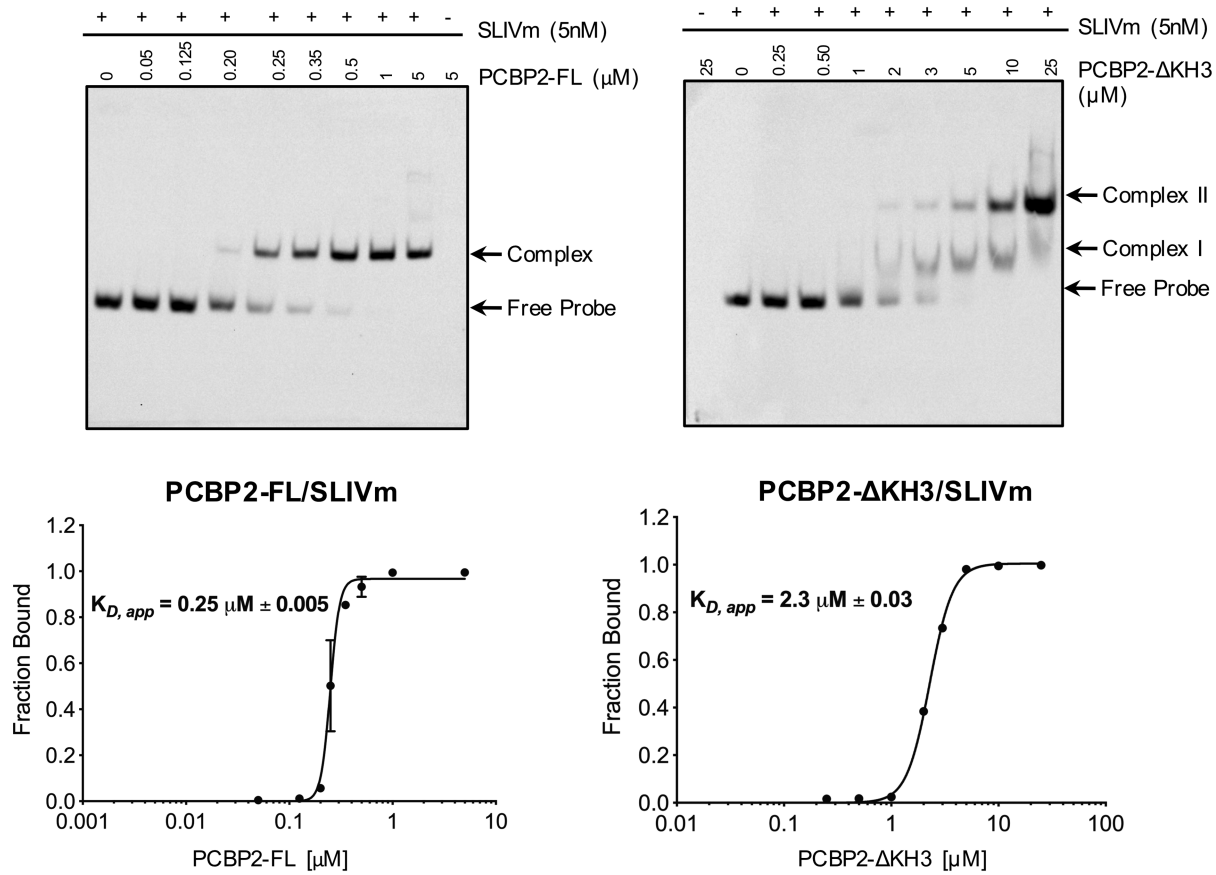 + + + + + + + + + -
SLIVm (5nM)
0 0.05 0.125 0.20 0.25 0.35 0.5 1 5 5
PCBP2-FL (μM)
Complex
Free Probe
- + + + + + + + + +
SLIVm (5nM)
25 0 0.25 0.50 1 2 3 5 10 25
PCBP2-ΔKH3
(μM)
Complex II
Complex I
Free Probe
PCBP2-FL/SLIVm
1.2
1.0
0.8
0.6
0.4
0.2
0.0
Fraction Bound
K D, app = 0.25 μM ± 0.005
0.001 0.01 0.1 1 10
PCBP2-FL [μM]
PCBP2-ΔKH3/SLIVm
1.2
1.0
0.8
0.6
0.4
0.2
0.0
Fraction Bound
K D, app = 2.3 μM ± 0.03
0.01 0.1 1 10 100
PCBP2-ΔKH3 [μM]